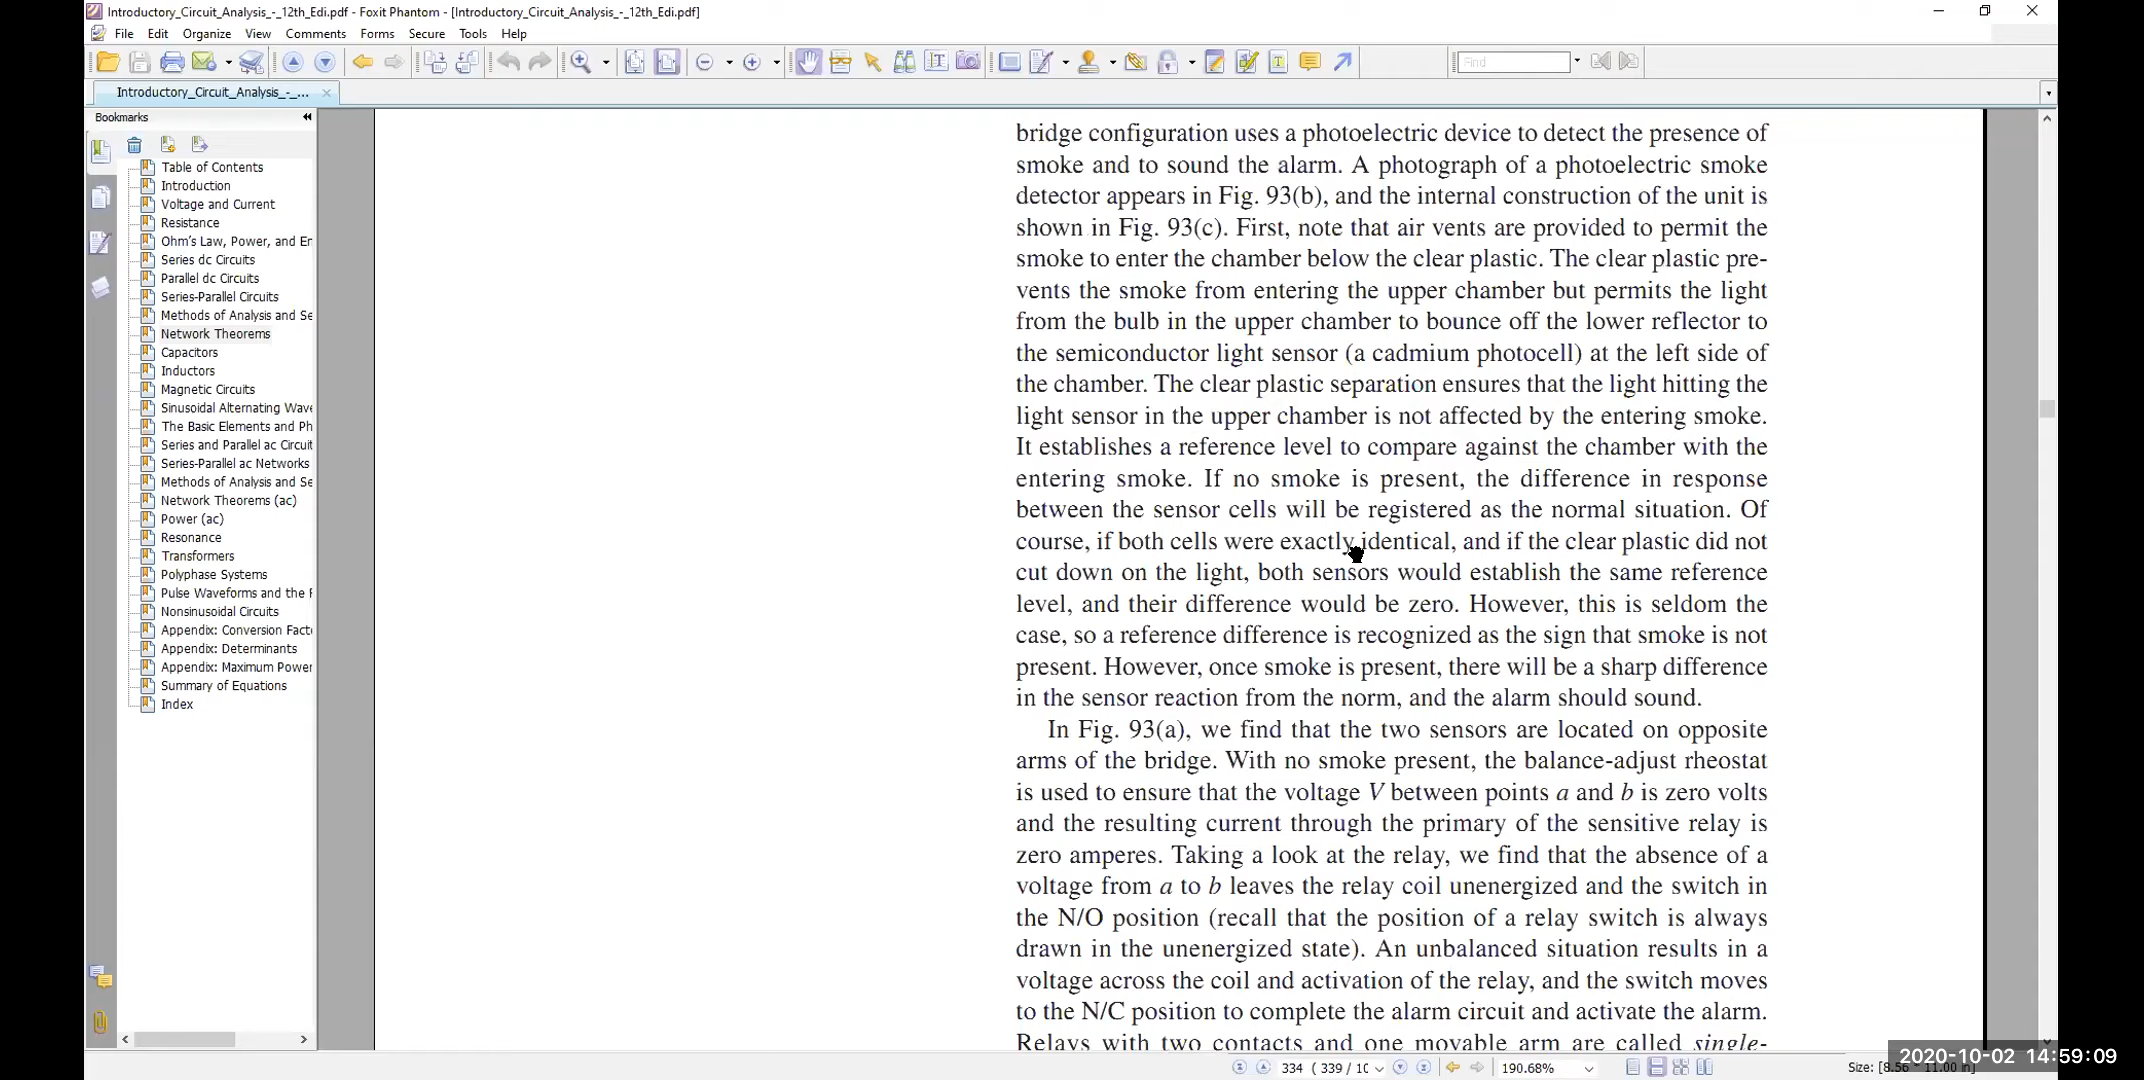 Introductory_Circuit_Analysis_-_12th_Edi.pdf - Foxit Phantom - [Introductory_Circuit_Analysis_-_12th_Edi.pdf]
File Edit Organize View Comments Forms Secure Tools Help
Find
Introductory_Circuit_Analysis_-_...
Bookmarks
Table of Contents
Introduction
Voltage and Current
Resistance
Ohm's Law, Power, and En
Series dc Circuits
Parallel dc Circuits
Series-Parallel Circuits
Methods of Analysis and Se
Network Theorems
Capacitors
Inductors
Magnetic Circuits
Sinusoidal Alternating Wave
The Basic Elements and Ph
Series and Parallel ac Circuit
Series-Parallel ac Networks
Methods of Analysis and Se
Network Theorems (ac)
Power (ac)
Resonance
Transformers
Polyphase Systems
Pulse Waveforms and the R
Nonsinusoidal Circuits
Appendix: Conversion Facto
Appendix: Determinants
Appendix: Maximum Power
Summary of Equations
Index
bridge configuration uses a photoelectric device to detect the presence of
smoke and to sound the alarm. A photograph of a photoelectric smoke
detector appears in Fig. 93(b), and the internal construction of the unit is
shown in Fig. 93(c). First, note that air vents are provided to permit the
smoke to enter the chamber below the clear plastic. The clear plastic pre-
vents the smoke from entering the upper chamber but permits the light
from the bulb in the upper chamber to bounce off the lower reflector to
the semiconductor light sensor (a cadmium photocell) at the left side of
the chamber. The clear plastic separation ensures that the light hitting the
light sensor in the upper chamber is not affected by the entering smoke.
It establishes a reference level to compare against the chamber with the
entering smoke. If no smoke is present, the difference in response
between the sensor cells will be registered as the normal situation. Of
course, if both cells were exactly identical, and if the clear plastic did not
cut down on the light, both sensors would establish the same reference
level, and their difference would be zero. However, this is seldom the
case, so a reference difference is recognized as the sign that smoke is not
present. However, once smoke is present, there will be a sharp difference
in the sensor reaction from the norm, and the alarm should sound.
In Fig. 93(a), we find that the two sensors are located on opposite
arms of the bridge. With no smoke present, the balance-adjust rheostat
is used to ensure that the voltage V between points a and b is zero volts
and the resulting current through the primary of the sensitive relay is
zero amperes. Taking a look at the relay, we find that the absence of a
voltage from a to b leaves the relay coil unenergized and the switch in
the N/O position (recall that the position of a relay switch is always
drawn in the unenergized state). An unbalanced situation results in a
voltage across the coil and activation of the relay, and the switch moves
to the N/C position to complete the alarm circuit and activate the alarm.
Relays with two contacts and one movable arm are called single-
334 ( 339 / 10 190.68% Size: [8.56 * 11.00 in]
2020-10-02 14:59:09